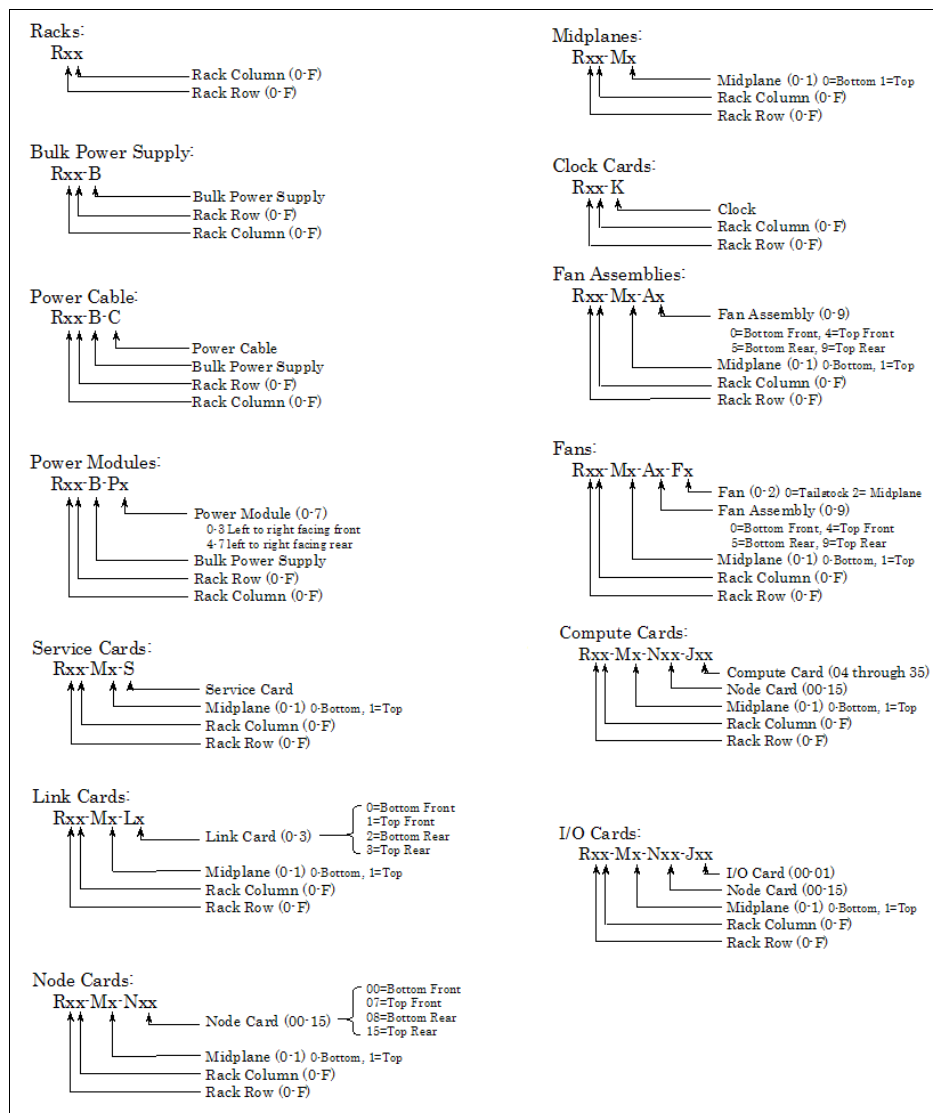 Racks:
Rxx
Rack Column (0-F)
Rack Row (0-F)
Bulk Power Supply:
Rxx-B
Bulk Power Supply
Rack Row (0-F)
Rack Column (0-F)
Power Cable:
Rxx-B-C
Power Cable
Bulk Power Supply
Rack Row (0-F)
Rack Column (0-F)
Power Modules:
Rxx-B-Px
Power Module (0-7)
0-3 Left to right facing front
4-7 left to right facing rear
Bulk Power Supply
Rack Row (0-F)
Rack Column (0-F)
Service Cards:
Rxx-Mx-S
Service Card
Midplane (0-1) 0-Bottom, 1=Top
Rack Column (0-F)
Rack Row (0-F)
Link Cards:
Rxx-Mx-Lx
Link Card (0-3)
0=Bottom Front
1=Top Front
2=Bottom Rear
3=Top Rear
Midplane (0-1) 0-Bottom, 1=Top
Rack Column (0-F)
Rack Row (0-F)
Node Cards:
Rxx-Mx-Nxx
Node Card (00-15)
00=Bottom Front
07=Top Front
08=Bottom Rear
15=Top Rear
Midplane (0-1) 0-Bottom, 1=Top
Rack Column (0-F)
Rack Row (0-F)
Midplanes:
Rxx-Mx
Midplane (0-1) 0=Bottom 1=Top
Rack Column (0-F)
Rack Row (0-F)
Clock Cards:
Rxx-K
Clock
Rack Column (0-F)
Rack Row (0-F)
Fan Assemblies:
Rxx-Mx-Ax
Fan Assembly (0-9)
0=Bottom Front, 4=Top Front
5=Bottom Rear, 9=Top Rear
Midplane (0-1) 0-Bottom, 1=Top
Rack Column (0-F)
Rack Row (0-F)
Fans:
Rxx-Mx-Ax-Fx
Fan (0-2) 0=Tailstock 2= Midplane
Fan Assembly (0-9)
0=Bottom Front, 4=Top Front
5=Bottom Rear, 9=Top Rear
Midplane (0-1) 0-Bottom, 1=Top
Rack Column (0-F)
Rack Row (0-F)
Compute Cards:
Rxx-Mx-Nxx-Jxx
Compute Card (04 through 35)
Node Card (00-15)
Midplane (0-1) 0-Bottom, 1=Top
Rack Column (0-F)
Rack Row (0-F)
I/O Cards:
Rxx-Mx-Nxx-Jxx
I/O Card (00-01)
Node Card (00-15)
Midplane (0-1) 0-Bottom, 1=Top
Rack Column (0-F)
Rack Row (0-F)